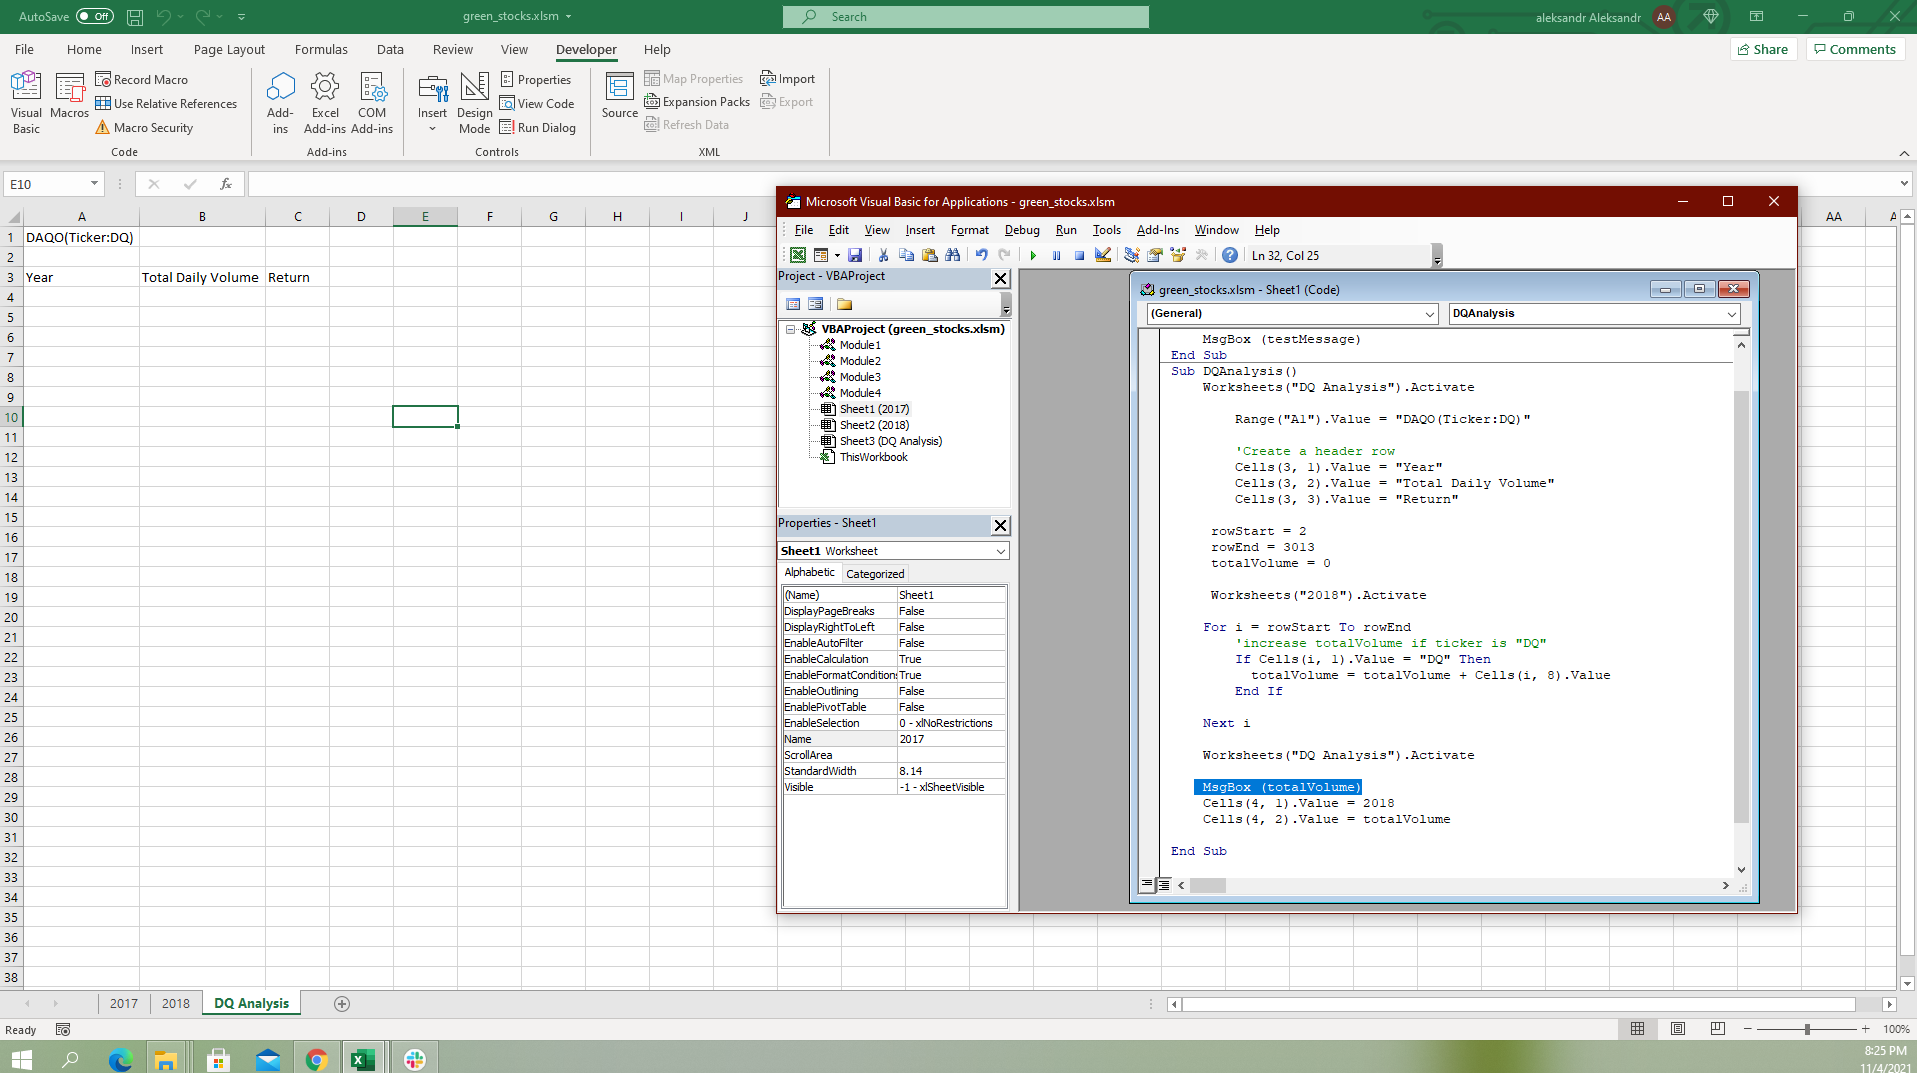 AutoSave Off green_stocks.xlsm Search aleksandr Aleksandr AA
File Home Insert Page Layout Formulas Data Review View Developer Help Share Comments
Visual Basic
Macros
Record Macro
Use Relative References
Macro Security
Code
Add-ins
Excel Add-ins
COM Add-ins
Add-ins
Insert
Design Mode
Properties
View Code
Run Dialog
Controls
Source
Map Properties
Expansion Packs
Refresh Data
Import
Export
XML
E10 fx
A B C D E F G H I J AA A
1 DAQO(Ticker:DQ)
2
3 Year Total Daily Volume Return
4
5
6
7
8
9
10
11
12
13
14
15
16
17
18
19
20
21
22
23
24
25
26
27
28
29
30
31
32
33
34
35
36
37
38
Microsoft Visual Basic for Applications - green_stocks.xlsm
File Edit View Insert Format Debug Run Tools Add-Ins Window Help
Ln 32, Col 25
Project - VBAProject
VBAProject (green_stocks.xlsm)
Module1
Module2
Module3
Module4
Sheet1 (2017)
Sheet2 (2018)
Sheet3 (DQ Analysis)
ThisWorkbook
Properties - Sheet1
Sheet1 Worksheet
Alphabetic Categorized
(Name) Sheet1
DisplayPageBreaks False
DisplayRightToLeft False
EnableAutoFilter False
EnableCalculation True
EnableFormatCondition True
EnableOutlining False
EnablePivotTable False
EnableSelection 0 - xlNoRestrictions
Name 2017
ScrollArea
StandardWidth 8.14
Visible -1 - xlSheetVisible
green_stocks.xlsm - Sheet1 (Code)
(General) DQAnalysis
MsgBox (testMessage)
End Sub
Sub DQAnalysis()
Worksheets("DQ Analysis").Activate
Range("A1").Value = "DAQO(Ticker:DQ)"
'Create a header row
Cells(3, 1).Value = "Year"
Cells(3, 2).Value = "Total Daily Volume"
Cells(3, 3).Value = "Return"
rowStart = 2
rowEnd = 3013
totalVolume = 0
Worksheets("2018").Activate
For i = rowStart To rowEnd
'increase totalVolume if ticker is "DQ"
If Cells(i, 1).Value = "DQ" Then
totalVolume = totalVolume + Cells(i, 8).Value
End If
Next i
Worksheets("DQ Analysis").Activate
MsgBox (totalVolume)
Cells(4, 1).Value = 2018
Cells(4, 2).Value = totalVolume
End Sub
2017 2018 DQ Analysis
Ready 100%
8:25 PM
11/4/2021